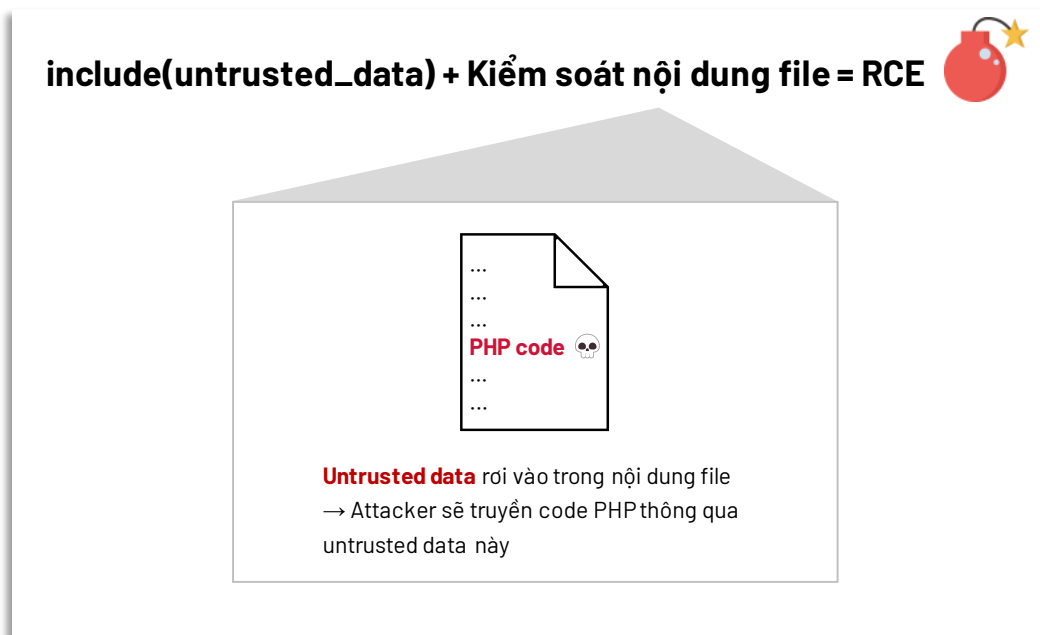 include(untrusted_data) + Kiểm soát nội dung file = RCE
...
...
...
PHP code
...
...
Untrusted data rơi vào trong nội dung file
→ Attacker sẽ truyền code PHP thông qua
untrusted data này